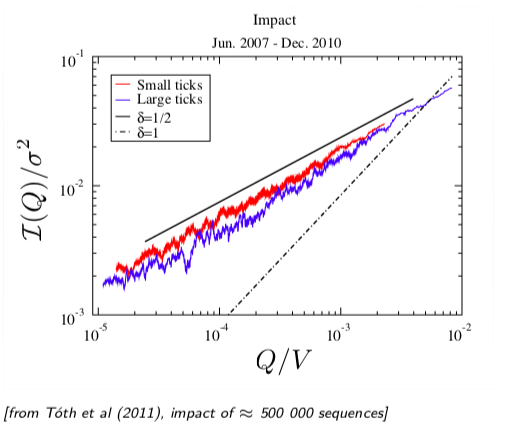 Impact
Jun. 2007 - Dec. 2010
10⁻¹
Small ticks
Large ticks
δ=1/2
δ=1
I(Q)/σ²
10⁻²
10⁻³
10⁻⁵
10⁻⁴
10⁻³
10⁻²
Q/V
[from Tóth et al (2011), impact of ≈ 500 000 sequences]